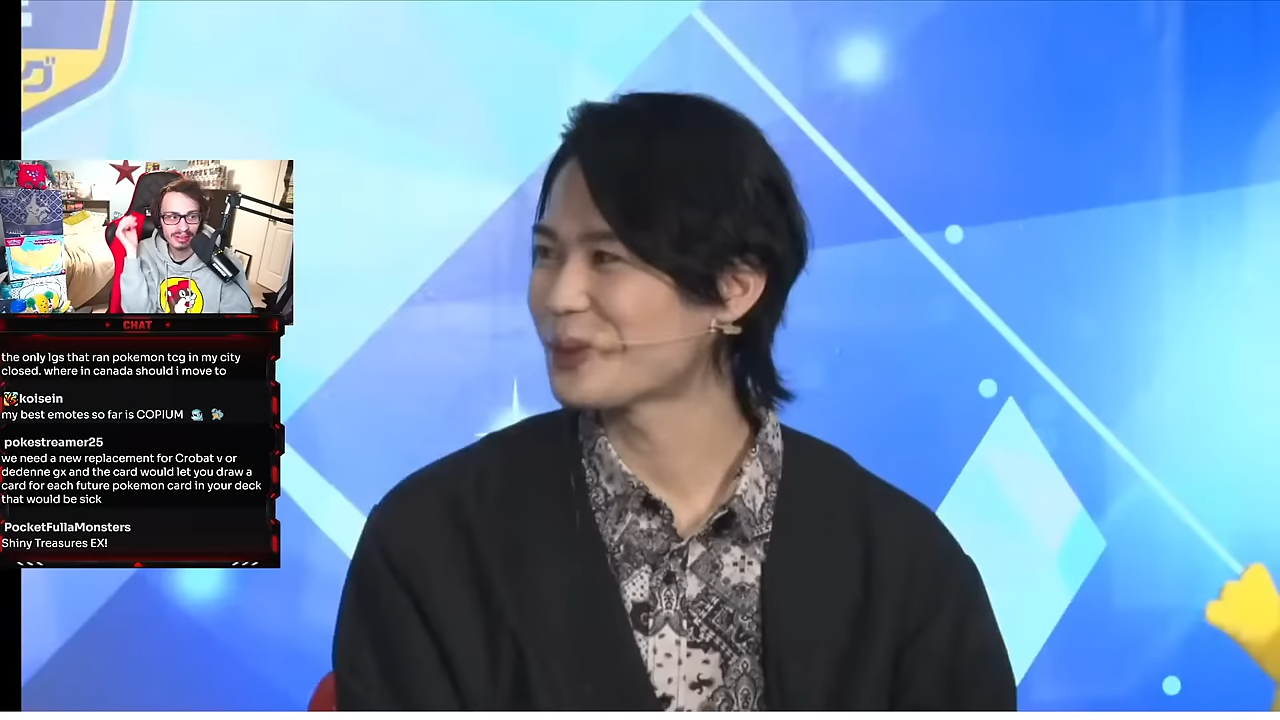 グ
CHAT
the only lgs that ran pokemon tcg in my city
closed. where in canada should i move to
koisein
my best emotes so far is COPIUM
pokestreamer25
we need a new replacement for Crobat v or
dedenne gx and the card would let you draw a
card for each future pokemon card in your deck
that would be sick
PocketFullaMonsters
Shiny Treasures EX!